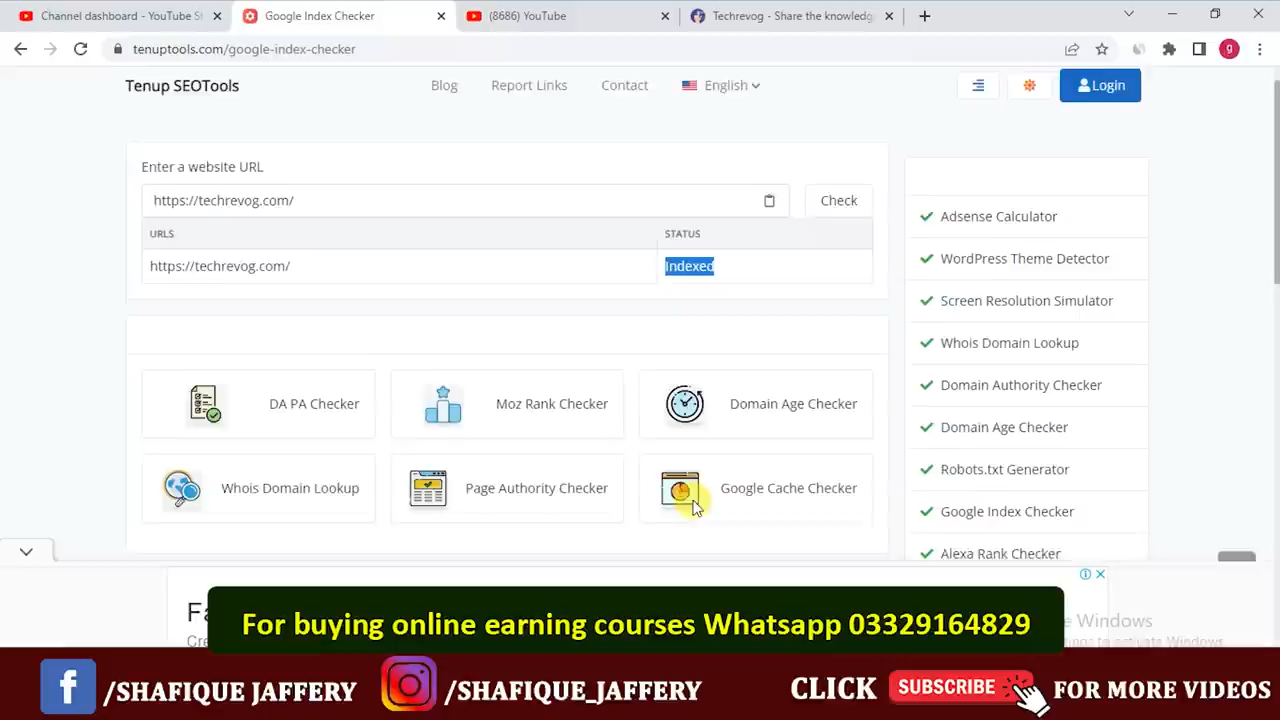 Channel dashboard - YouTube S
Google Index Checker
(8686) YouTube
Techrevog - Share the knowledg
tenuptools.com/google-index-checker
g
Tenup SEOTools
Blog
Report Links
Contact
English
Login
Enter a website URL
https://techrevog.com/
Check
URLS
STATUS
https://techrevog.com/
Indexed
Adsense Calculator
WordPress Theme Detector
Screen Resolution Simulator
Whois Domain Lookup
Domain Authority Checker
Domain Age Checker
Robots.txt Generator
Google Index Checker
Alexa Rank Checker
DA PA Checker
Moz Rank Checker
Domain Age Checker
Whois Domain Lookup
Page Authority Checker
Google Cache Checker
Windows
For buying online earning courses Whatsapp 03329164829
/SHAFIQUE JAFFERY
/SHAFIQUE_JAFFERY
CLICK SUBSCRIBE FOR MORE VIDEOS